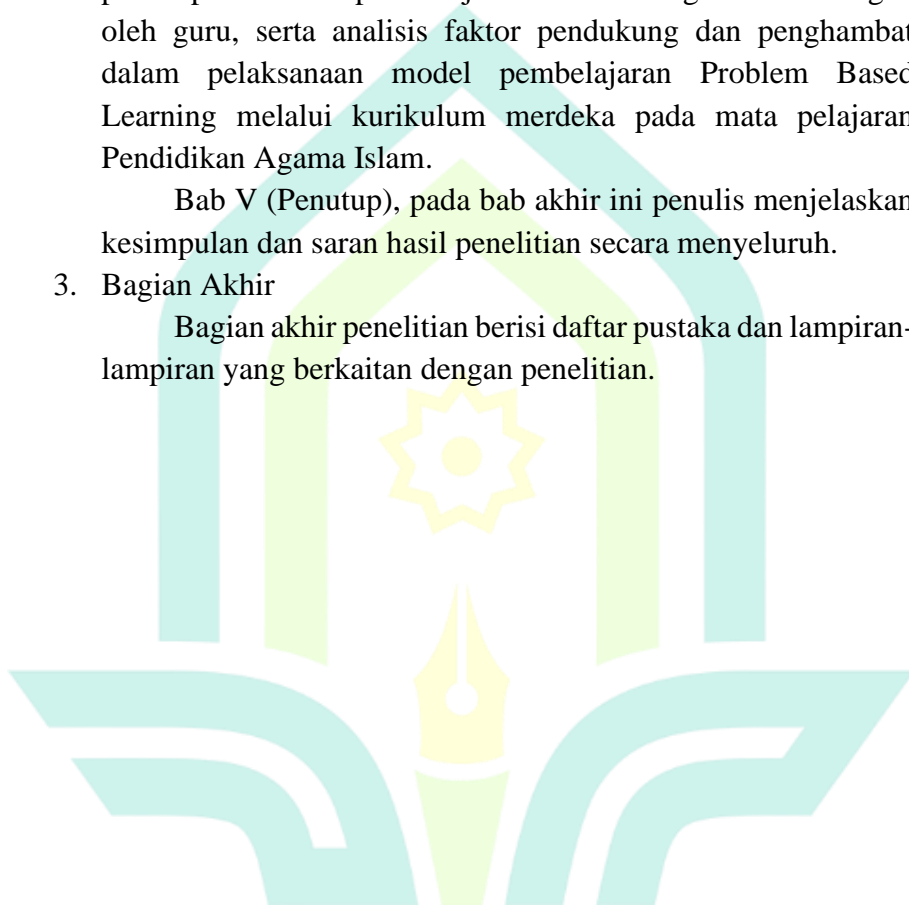 oleh guru, serta analisis faktor pendukung dan penghambat
dalam pelaksanaan model pembelajaran Problem Based
Learning melalui kurikulum merdeka pada mata pelajaran
Pendidikan Agama Islam.
Bab V (Penutup), pada bab akhir ini penulis menjelaskan
kesimpulan dan saran hasil penelitian secara menyeluruh.
3. Bagian Akhir
Bagian akhir penelitian berisi daftar pustaka dan lampiran-
lampiran yang berkaitan dengan penelitian.